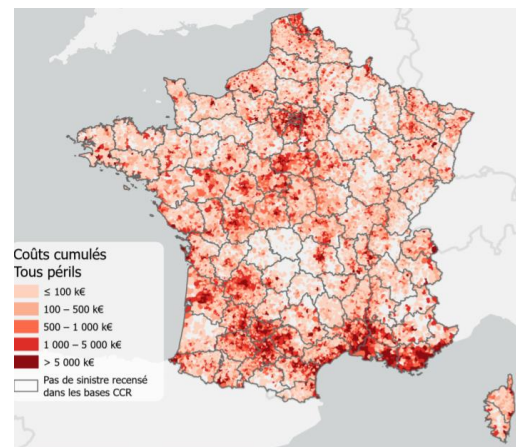 Coûts cumulés
Tous périls
≤ 100 k€
100 – 500 k€
500 – 1 000 k€
1 000 – 5 000 k€
> 5 000 k€
Pas de sinistre recensé
dans les bases CCR